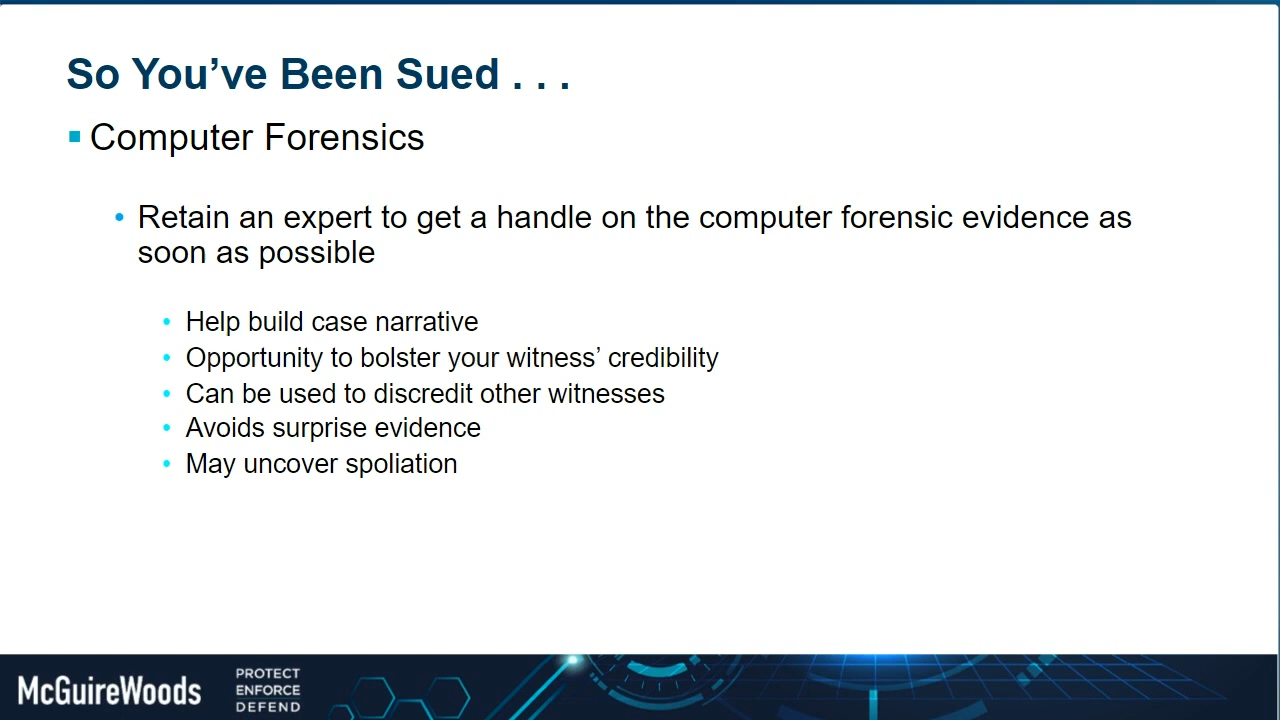 So You’ve Been Sued . . .
Computer Forensics
Retain an expert to get a handle on the computer forensic evidence as
soon as possible
Help build case narrative
Opportunity to bolster your witness’ credibility
Can be used to discredit other witnesses
Avoids surprise evidence
May uncover spoliation
McGuireWoods
PROTECT
ENFORCE
DEFEND